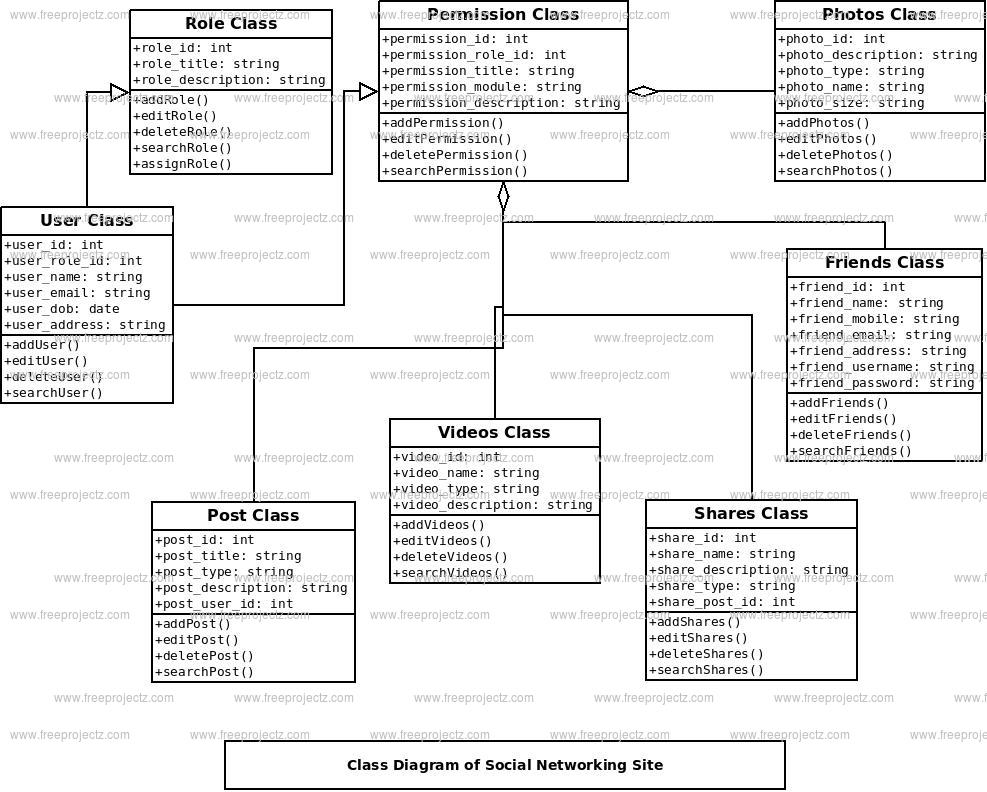 Role Class
+role_id: int
+role_title: string
+role_description: string
+addRole()
+editRole()
+deleteRole()
+searchRole()
+assignRole()
Permission Class
+permission_id: int
+permission_role_id: int
+permission_title: string
+permission_module: string
+permission_description: string
+addPermission()
+editPermission()
+deletePermission()
+searchPermission()
Photos Class
+photo_id: int
+photo_description: string
+photo_type: string
+photo_name: string
+photo_size: string
+addPhotos()
+editPhotos()
+deletePhotos()
+searchPhotos()
User Class
+user_id: int
+user_role_id: int
+user_name: string
+user_email: string
+user_dob: date
+user_address: string
+addUser()
+editUser()
+deleteUser()
+searchUser()
Friends Class
+friend_id: int
+friend_name: string
+friend_mobile: string
+friend_email: string
+friend_address: string
+friend_username: string
+friend_password: string
+addFriends()
+editFriends()
+deleteFriends()
+searchFriends()
Videos Class
+video_id: int
+video_name: string
+video_type: string
+video_description: string
+addVideos()
+editVideos()
+deleteVideos()
+searchVideos()
Post Class
+post_id: int
+post_title: string
+post_type: string
+post_description: string
+post_user_id: int
+addPost()
+editPost()
+deletePost()
+searchPost()
Shares Class
+share_id: int
+share_name: string
+share_description: string
+share_type: string
+share_post_id: int
+addShares()
+editShares()
+deleteShares()
+searchShares()
Class Diagram of Social Networking Site
www.freeprojectz.com